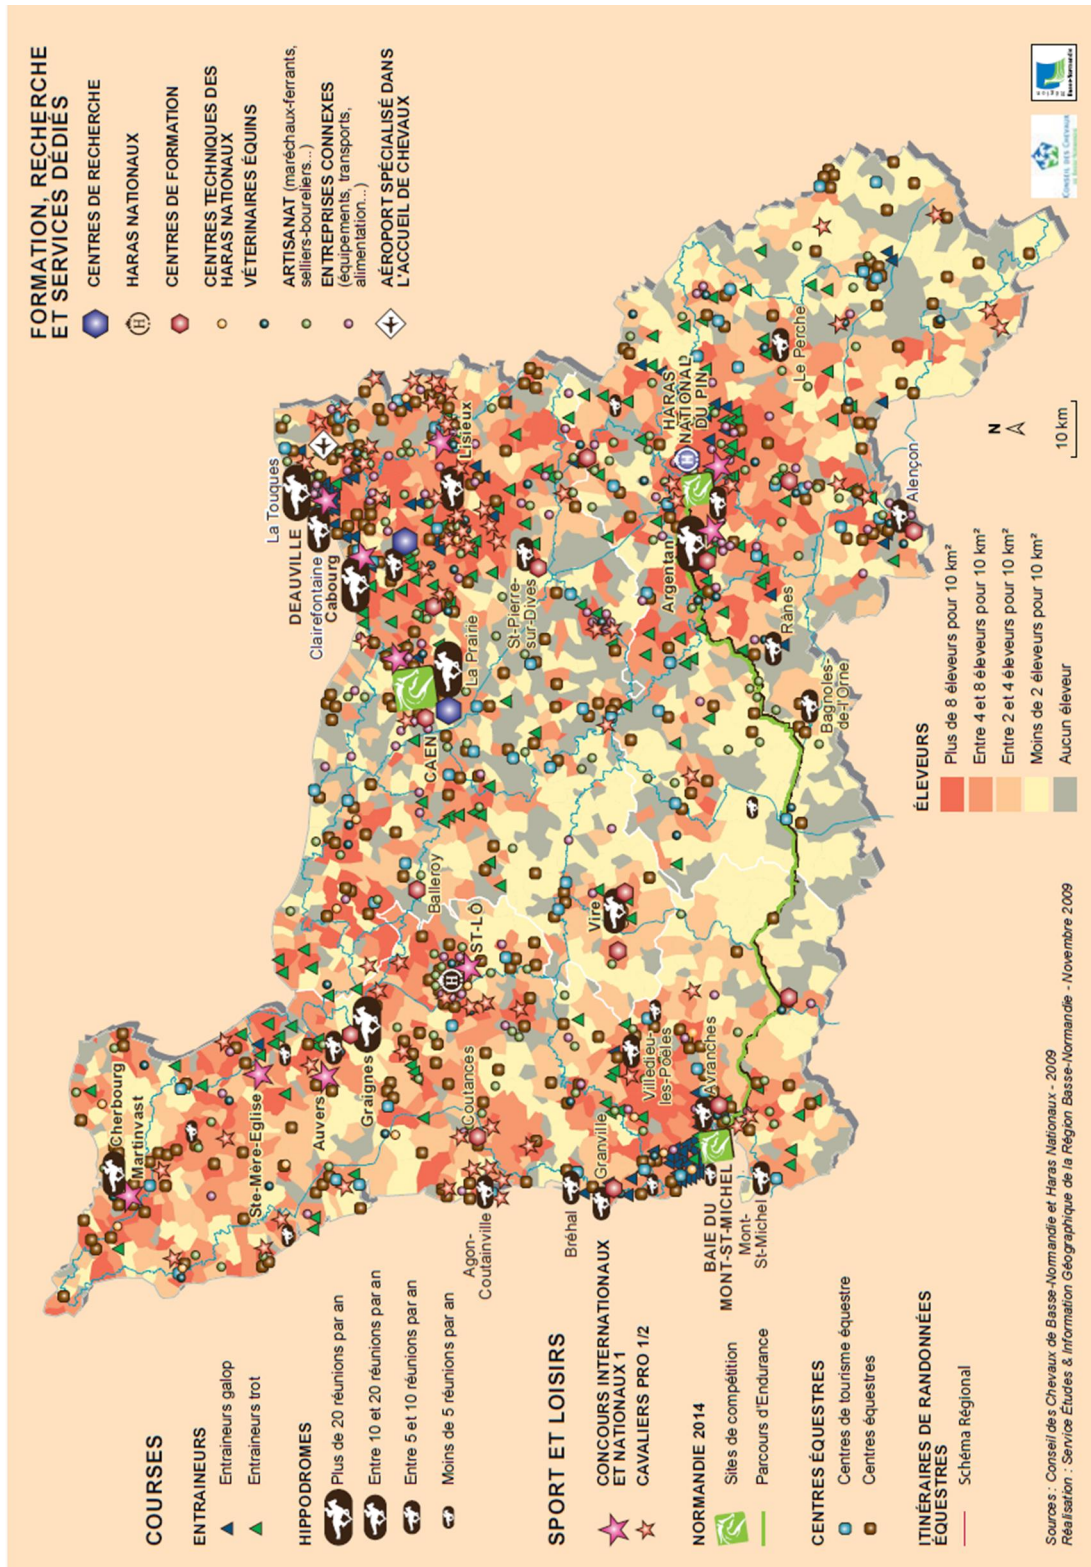 COURSES
ENTRAINEURS
Entraineurs galop
Entraineurs trot
HIPPODROMES
Plus de 20 réunions par an
Entre 10 et 20 réunions par an
Entre 5 et 10 réunions par an
Moins de 5 réunions par an
SPORT ET LOISIRS
CONCOURS INTERNATIONAUX
ET NATIONAUX 1
CAVALIERS PRO 1/2
NORMANDIE 2014
Sites de compétition
Parcours d'Endurance
CENTRES ÉQUESTRES
Centres de tourisme équestre
Centres équestres
ITINÉRAIRES DE RANDONNÉES
ÉQUESTRES
Schéma Régional
Cherbourg
Martinvast
Ste-Mère-Eglise
Auvers
Graignes
Agon-
Coutainville
Coutances
ST-LÔ
H
Balleroy
Bréhal
Granville
Villedieu-
les-Poëles
Avranches
BAIE DU
MONT-ST-MICHEL
Mont-
St-Michel
Vire
CAEN
La Prairie
La Touques
DEAUVILLE
Clairefontaine
Cabourg
Lisieux
St-Pierre-
sur-Dives
Argentan
HARAS
NATIONAL
DU PIN
H
Le Perche
Rânes
Bagnoles-
de-l'Orne
Alençon
FORMATION, RECHERCHE
ET SERVICES DÉDIÉS
CENTRES DE RECHERCHE
H
HARAS NATIONAUX
CENTRES DE FORMATION
CENTRES TECHNIQUES DES
HARAS NATIONAUX
VÉTERINAIRES ÉQUINS
ARTISANAT (maréchaux-ferrants,
selliers-boureliers...)
ENTREPRISES CONNEXES
(équipements, transports,
alimentation...)
AÉROPORT SPÉCIALISÉ DANS
L'ACCUEIL DE CHEVAUX
ÉLEVEURS
Plus de 8 éleveurs pour 10 km²
Entre 4 et 8 éleveurs pour 10 km²
Entre 2 et 4 éleveurs pour 10 km²
Moins de 2 éleveurs pour 10 km²
Aucun éleveur
N
10 km
CONSEIL DES CHEVAUX
Sources : Conseil des Chevaux de Basse-Normandie et Haras Nationaux - 2009
Réalisation : Service Études & Information Géographique de la Région Basse-Normandie - Novembre 2009